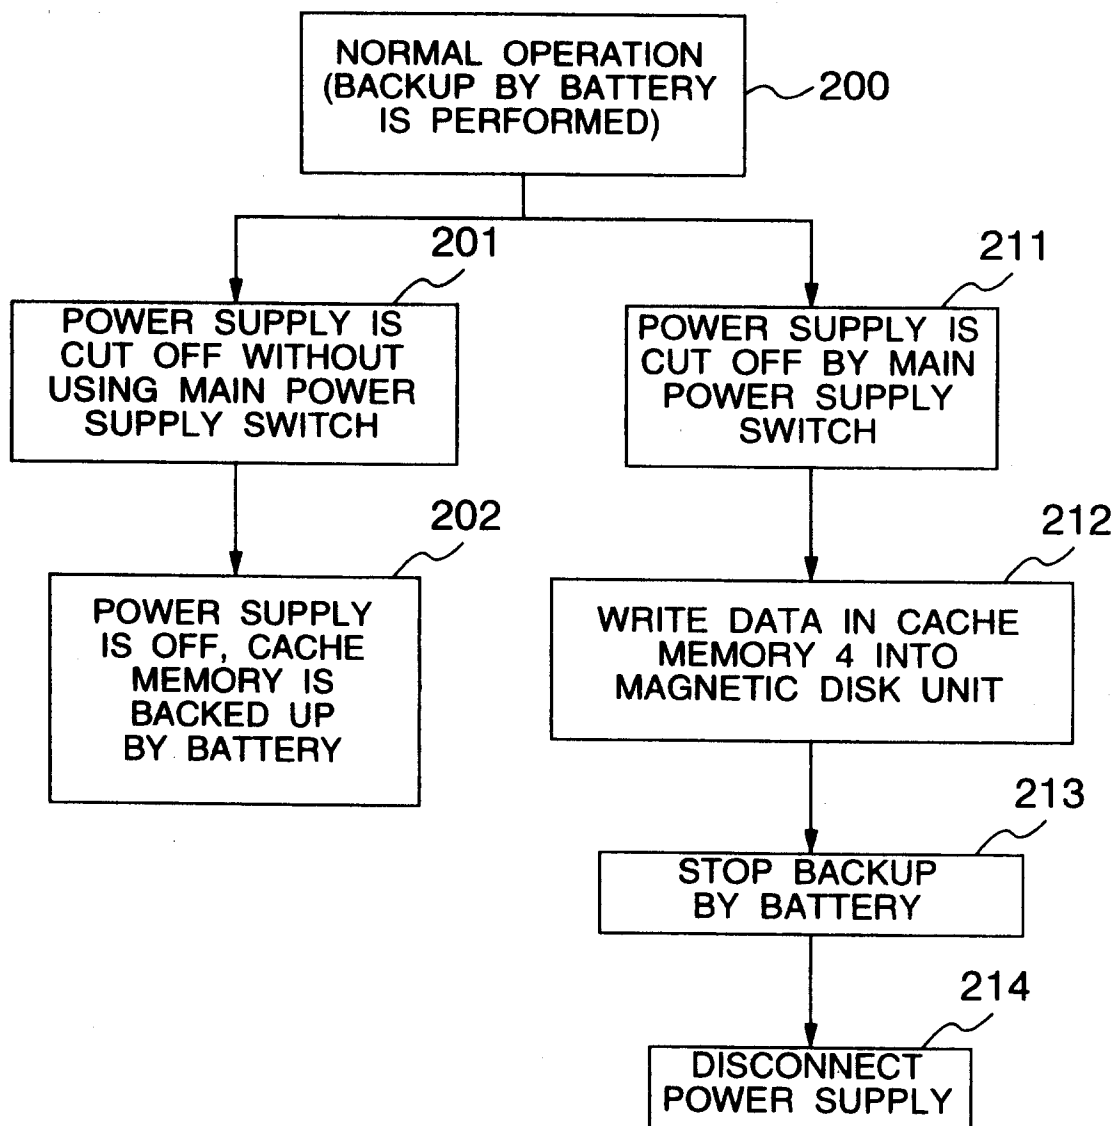 NORMAL OPERATION
(BACKUP BY BATTERY
IS PERFORMED)
200
201
POWER SUPPLY IS
CUT OFF WITHOUT
USING MAIN POWER
SUPPLY SWITCH
202
POWER SUPPLY
IS OFF, CACHE
MEMORY IS
BACKED UP
BY BATTERY
211
POWER SUPPLY IS
CUT OFF BY MAIN
POWER SUPPLY
SWITCH
212
WRITE DATA IN CACHE
MEMORY 4 INTO
MAGNETIC DISK UNIT
213
STOP BACKUP
BY BATTERY
214
DISCONNECT
POWER SUPPLY